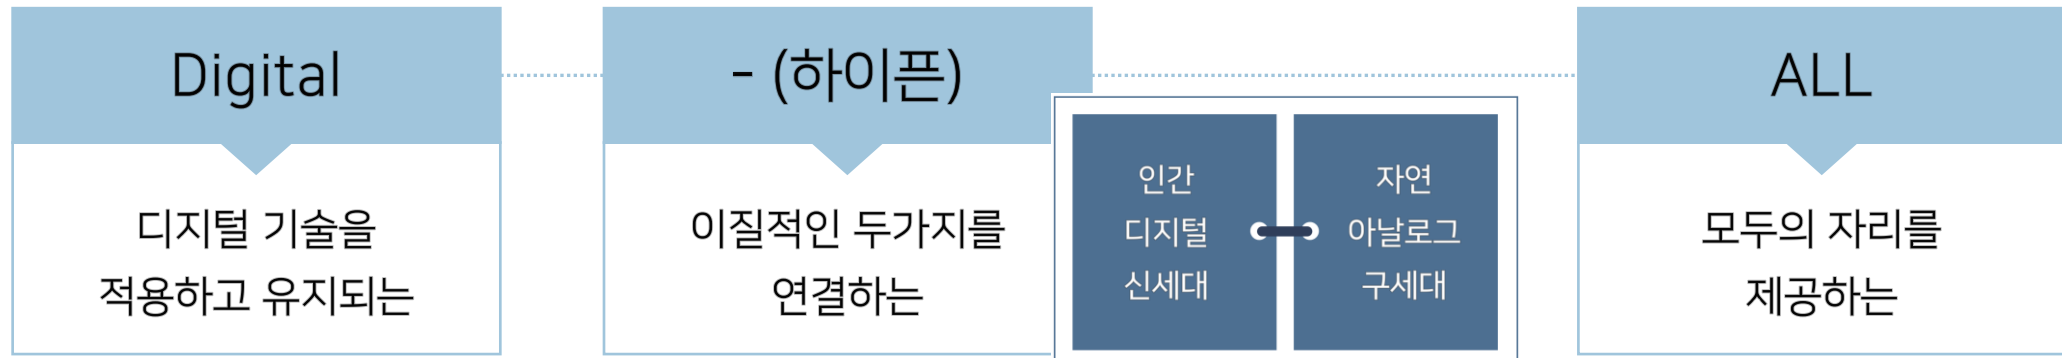 Digital
디지털 기술을
적용하고 유지되는
- (하이픈)
이질적인 두가지를
연결하는
인간
디지털
신세대
자연
아날로그
구세대
ALL
모두의 자리를
제공하는